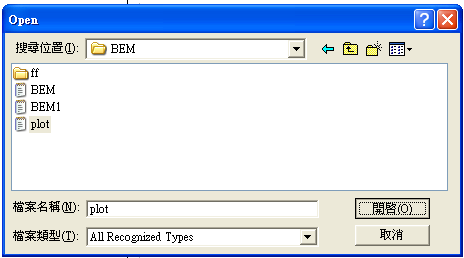 Open
搜尋位置(I): BEM
ff
BEM
BEM1
plot
檔案名稱(N): plot 開啓(O)
檔案類型(T): All Recognized Types 取消